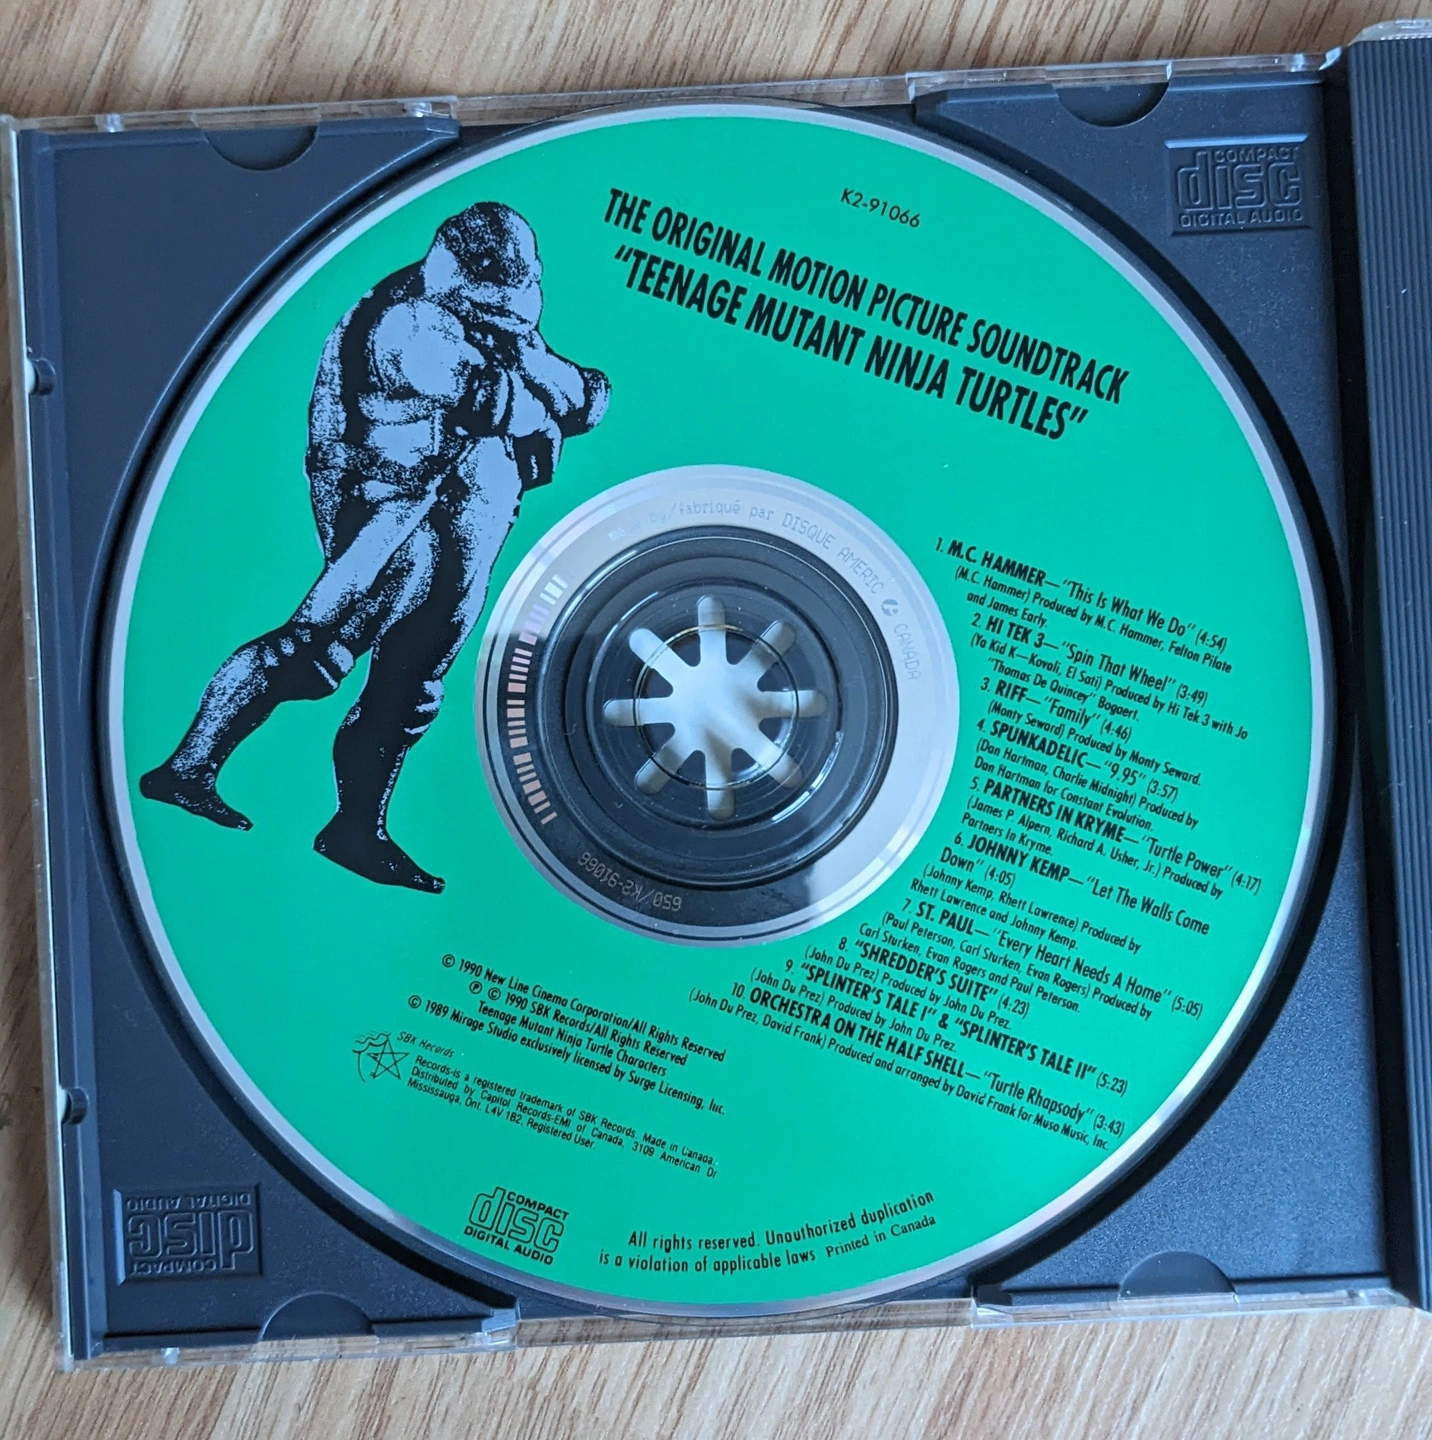 K2-91066
THE ORIGINAL MOTION PICTURE SOUNDTRACK
“TEENAGE MUTANT NINJA TURTLES”
COMPACT
disc
DIGITAL AUDIO
made by/fabriqué par DISQUE AMERIC CANADA
650/K2-91066
1. M.C. HAMMER—“This Is What We Do” (4:54)
(M.C. Hammer) Produced by M.C. Hammer, Felton Pilate
and James Early.
2. HI TEK 3—“Spin That Wheel” (3:49)
(Ya Kid K—Kovali, El Sati) Produced by Hi Tek 3 with Jo
“Thomas De Quincey” Bogaert.
3. RIFF—“Family” (4:46)
(Monty Seward) Produced by Monty Seward.
4. SPUNKADELIC—“9.95” (3:57)
(Dan Hartman, Charlie Midnight) Produced by
Dan Hartman for Constant Evolution.
5. PARTNERS IN KRYME—“Turtle Power” (4:17)
(James P. Alpern, Richard A. Usher, Jr.) Produced by
Partners In Kryme.
6. JOHNNY KEMP—“Let The Walls Come
Down” (4:05)
(Johnny Kemp, Rhett Lawrence) Produced by
Rhett Lawrence and Johnny Kemp.
7. ST. PAUL—“Every Heart Needs A Home” (5:05)
(Paul Peterson, Carl Sturken, Evan Rogers) Produced by
Carl Sturken, Evan Rogers and Paul Peterson.
8. “SHREDDER'S SUITE” (4:23)
(John Du Prez) Produced by John Du Prez.
9. “SPLINTER'S TALE I” & “SPLINTER'S TALE II” (5:23)
(John Du Prez) Produced by John Du Prez.
10. ORCHESTRA ON THE HALF SHELL—“Turtle Rhapsody” (3:43)
(John Du Prez, David Frank) Produced and arranged by David Frank for Muso Music, Inc.
© 1990 New Line Cinema Corporation/All Rights Reserved
℗ © 1990 SBK Records/All Rights Reserved
Teenage Mutant Ninja Turtle Characters
© 1989 Mirage Studio exclusively licensed by Surge Licensing, Inc.
SBK Records
Records-is a registered trademark of SBK Records. Made in Canada.
Distributed by Capitol Records-EMI of Canada, 3109 American Dr
Mississauga, Ont. L4V 1B2. Registered User.
COMPACT
disc
DIGITAL AUDIO
All rights reserved. Unauthorized duplication
is a violation of applicable laws Printed in Canada
COMPACT
disc
DIGITAL AUDIO